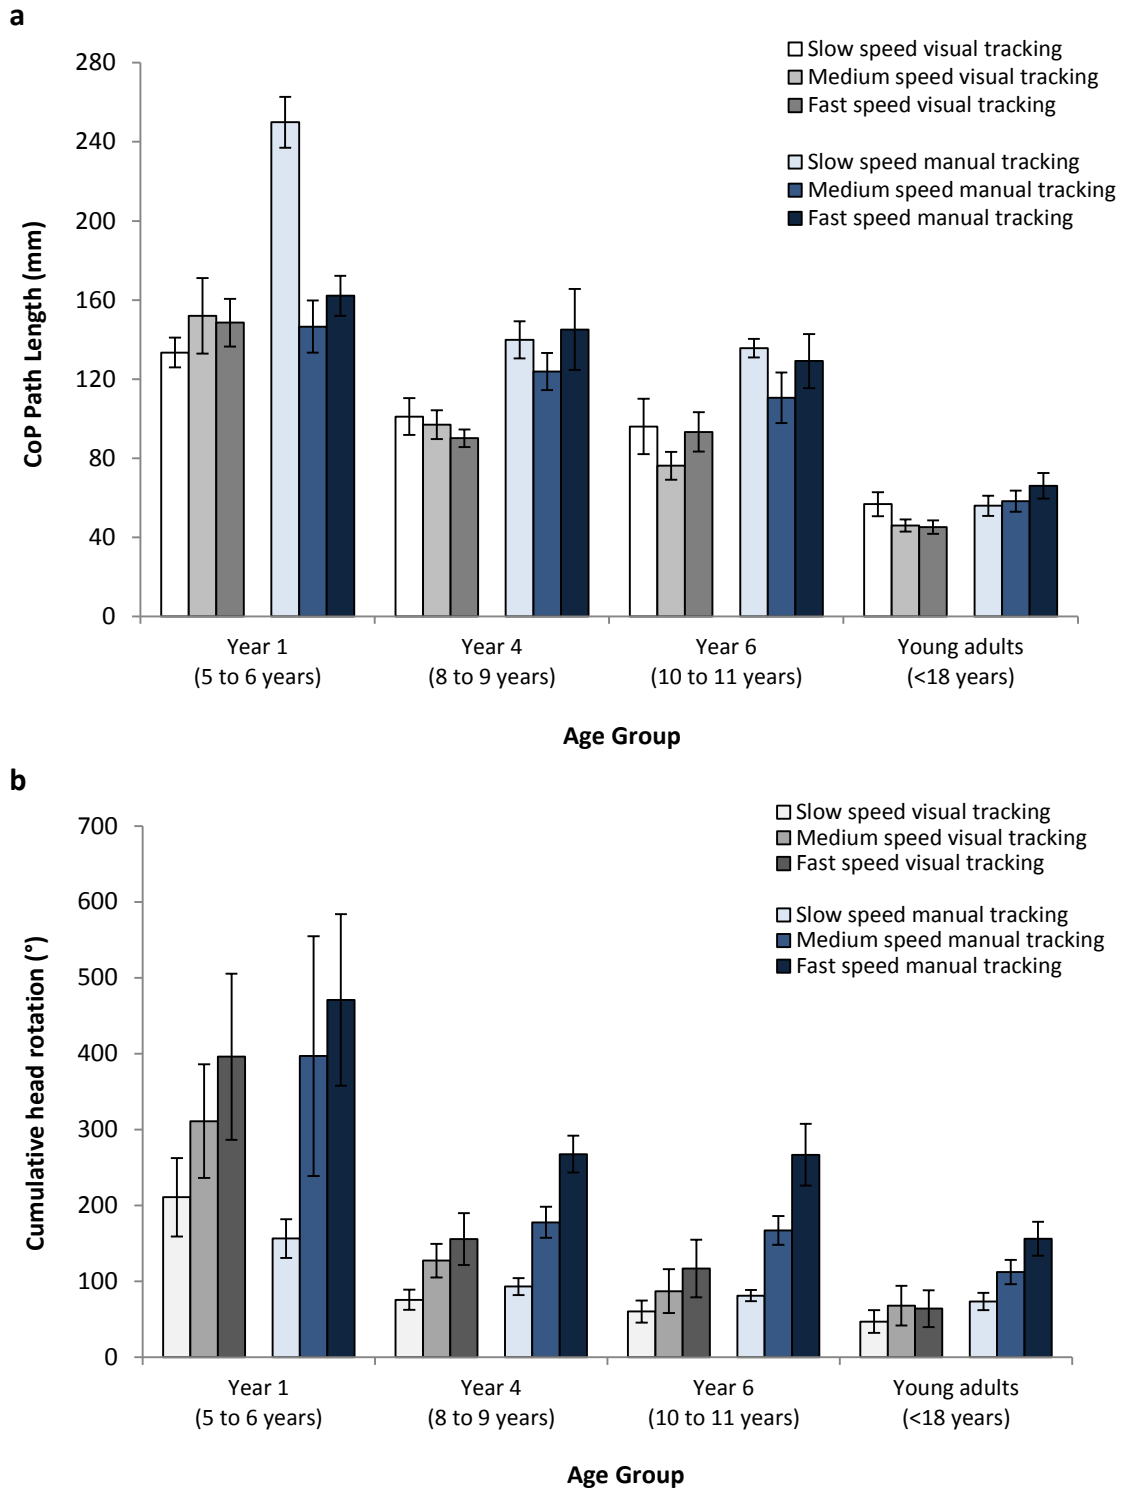 a
280
240
200
160
120
80
40
0
CoP Path Length (mm)
Slow speed visual tracking
Medium speed visual tracking
Fast speed visual tracking
Slow speed manual tracking
Medium speed manual tracking
Fast speed manual tracking
Year 1
(5 to 6 years)
Year 4
(8 to 9 years)
Year 6
(10 to 11 years)
Young adults
(<18 years)
Age Group
b
700
600
500
400
300
200
100
0
Cumulative head rotation (°)
Slow speed visual tracking
Medium speed visual tracking
Fast speed visual tracking
Slow speed manual tracking
Medium speed manual tracking
Fast speed manual tracking
Year 1
(5 to 6 years)
Year 4
(8 to 9 years)
Year 6
(10 to 11 years)
Young adults
(<18 years)
Age Group